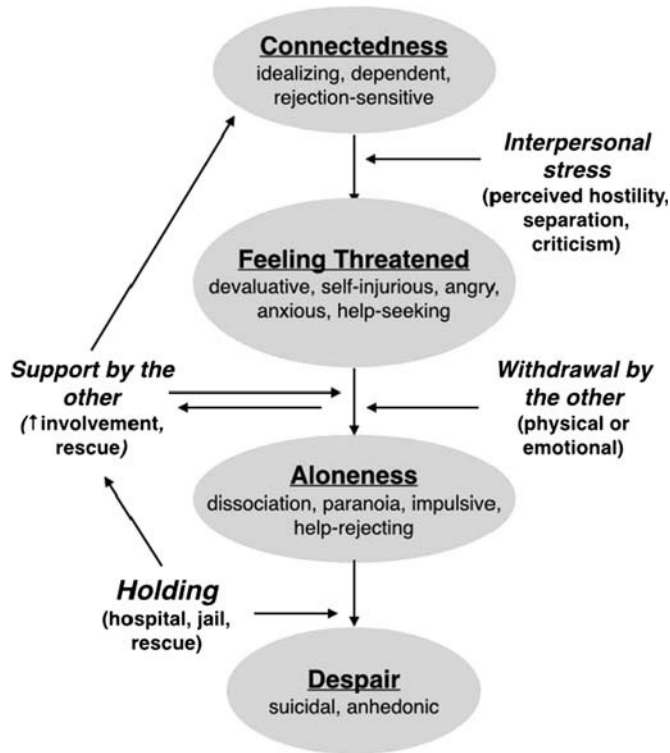 Connectedness
idealizing, dependent,
rejection-sensitive
Interpersonal
stress
(perceived hostility,
separation,
criticism)
Feeling Threatened
devaluative, self-injurious, angry,
anxious, help-seeking
Support by the
other
(↑involvement,
rescue)
Withdrawal by
the other
(physical or
emotional)
Aloneness
dissociation, paranoia, impulsive,
help-rejecting
Holding
(hospital, jail,
rescue)
Despair
suicidal, anhedonic